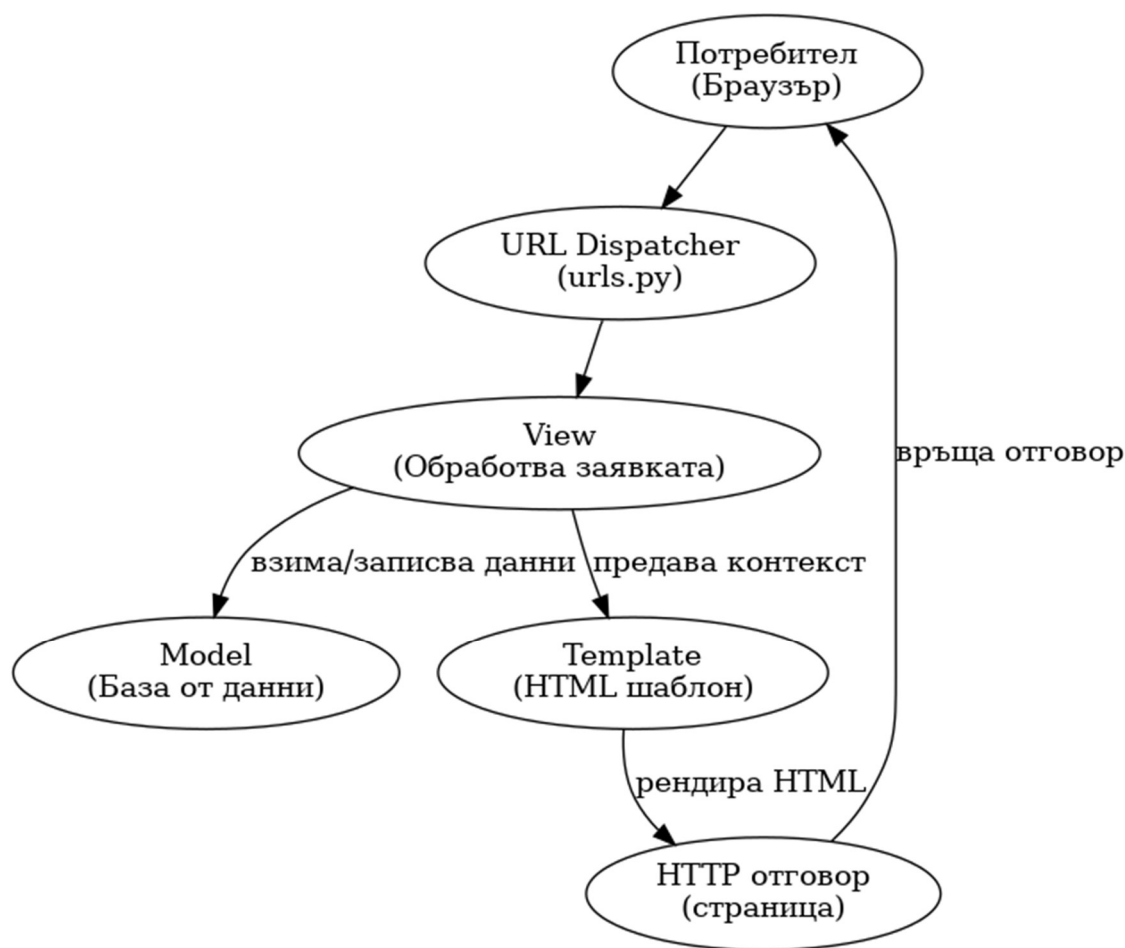 Потребител
(Браузър)
URL Dispatcher
(urls.py)
View
(Обработва заявката)
връща отговор
взима/записва данни
предава контекст
Model
(База от данни)
Template
(HTML шаблон)
рендира HTML
HTTP отговор
(страница)